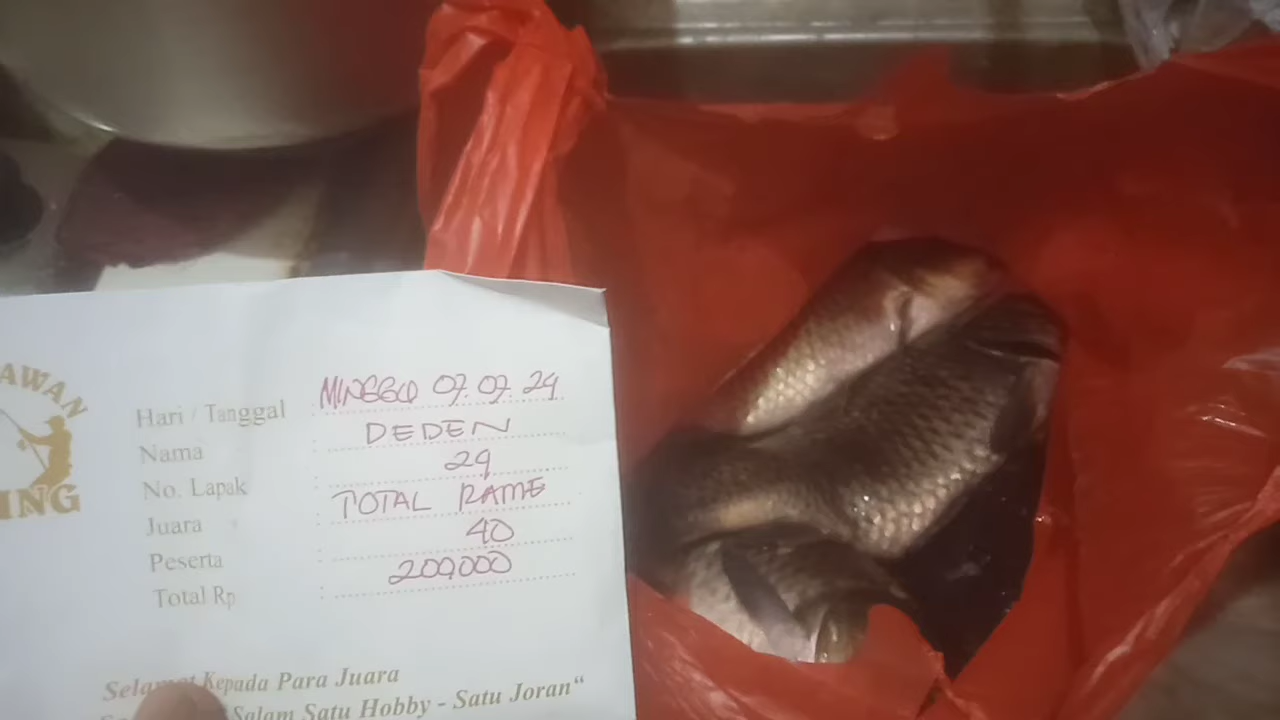 AWAN
ING
Hari / Tanggal : MINGGU 07.07.24
Nama : DEDEN
No. Lapak : 29
Juara : TOTAL RAME
Peserta : 40
Total Rp : 200.000
Selamat Kepada Para Juara
Salam Satu Hobby - Satu Joran“